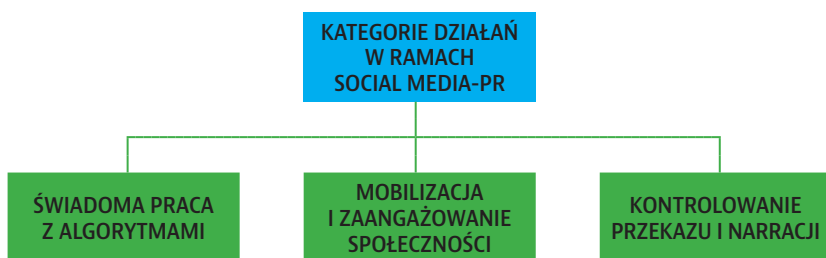 KATEGORIE DZIAŁAŃ
W RAMACH
SOCIAL MEDIA-PR
ŚWIADOMA PRACA
Z ALGORYTMAMI
MOBILIZACJA
I ZAANGAŻOWANIE
SPOŁECZNOŚCI
KONTROLOWANIE
PRZEKAZU I NARRACJI